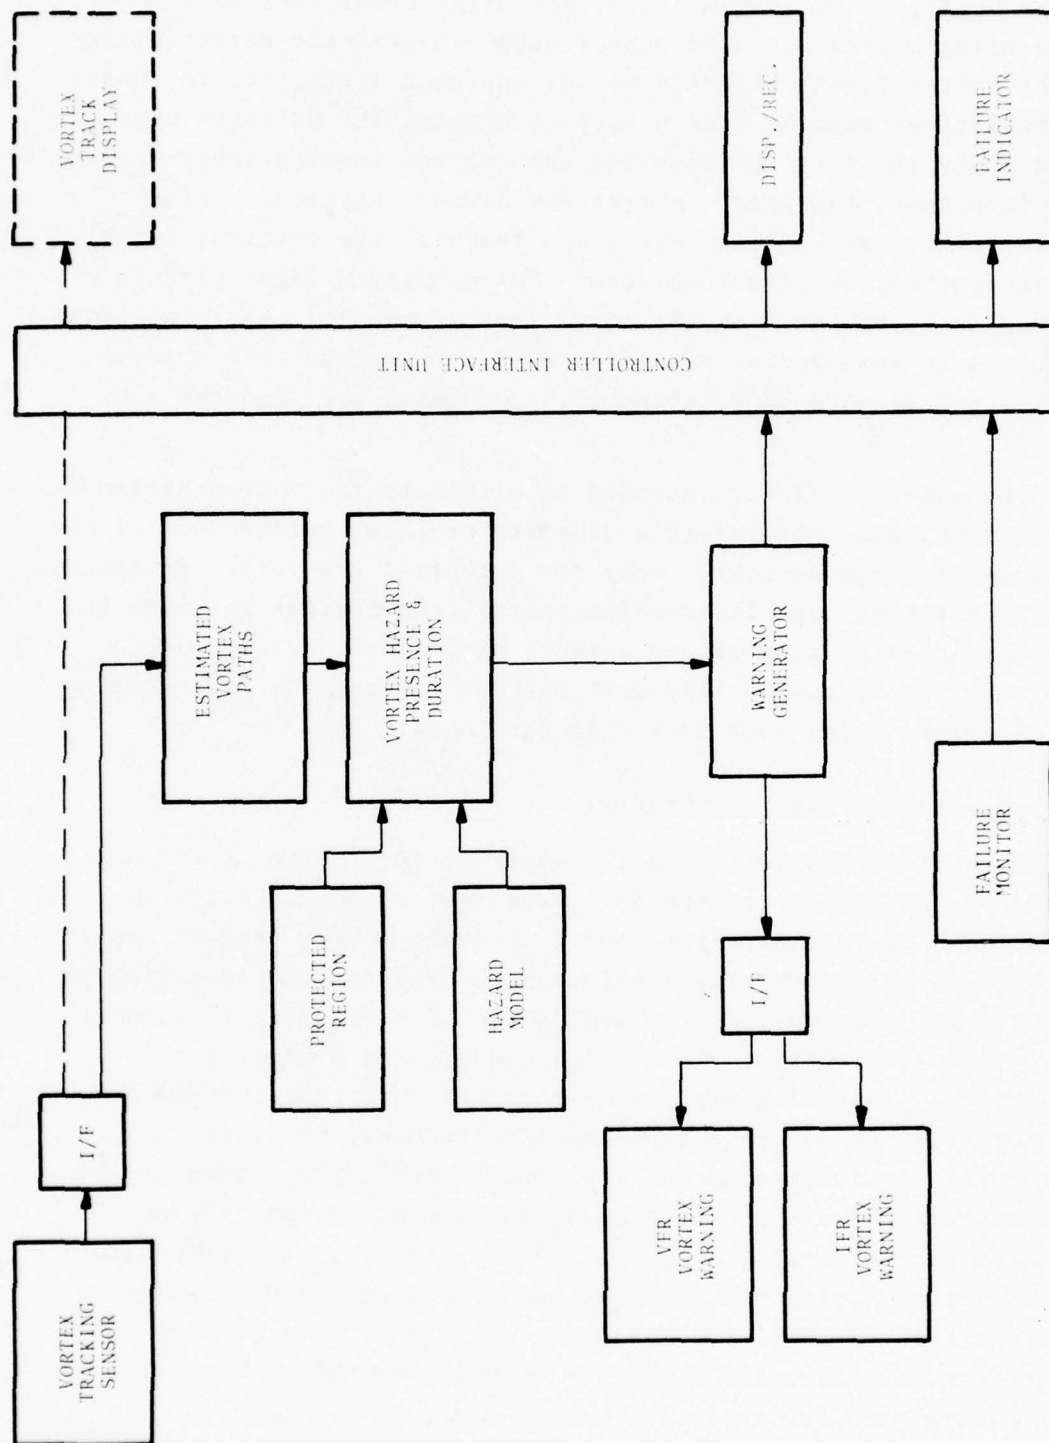 VORTEX
TRACKING
SENSOR
I/F
VORTEX
TRACK
DISPLAY
ESTIMATED
VORTEX
PATHS
PROTECTED
REGION
HAZARD
MODEL
VORTEX HAZARD
PRESENCE &
DURATION
CONTROLLER INTERFACE UNIT
VFR
VORTEX
WARNING
IFR
VORTEX
WARNING
I/F
WARNING
GENERATOR
DISP./REC.
FAILURE
MONITOR
FAILURE
INDICATOR